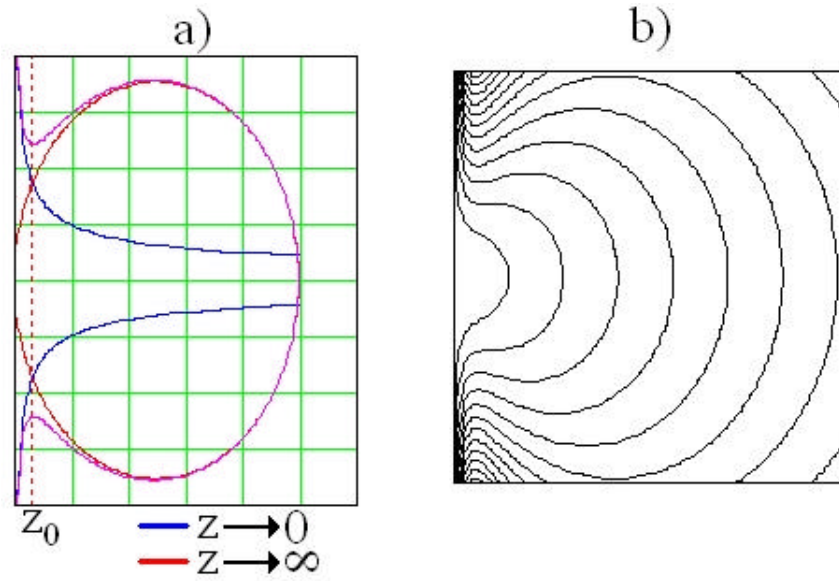 a)
b)
z₀
z → 0
z → ∞